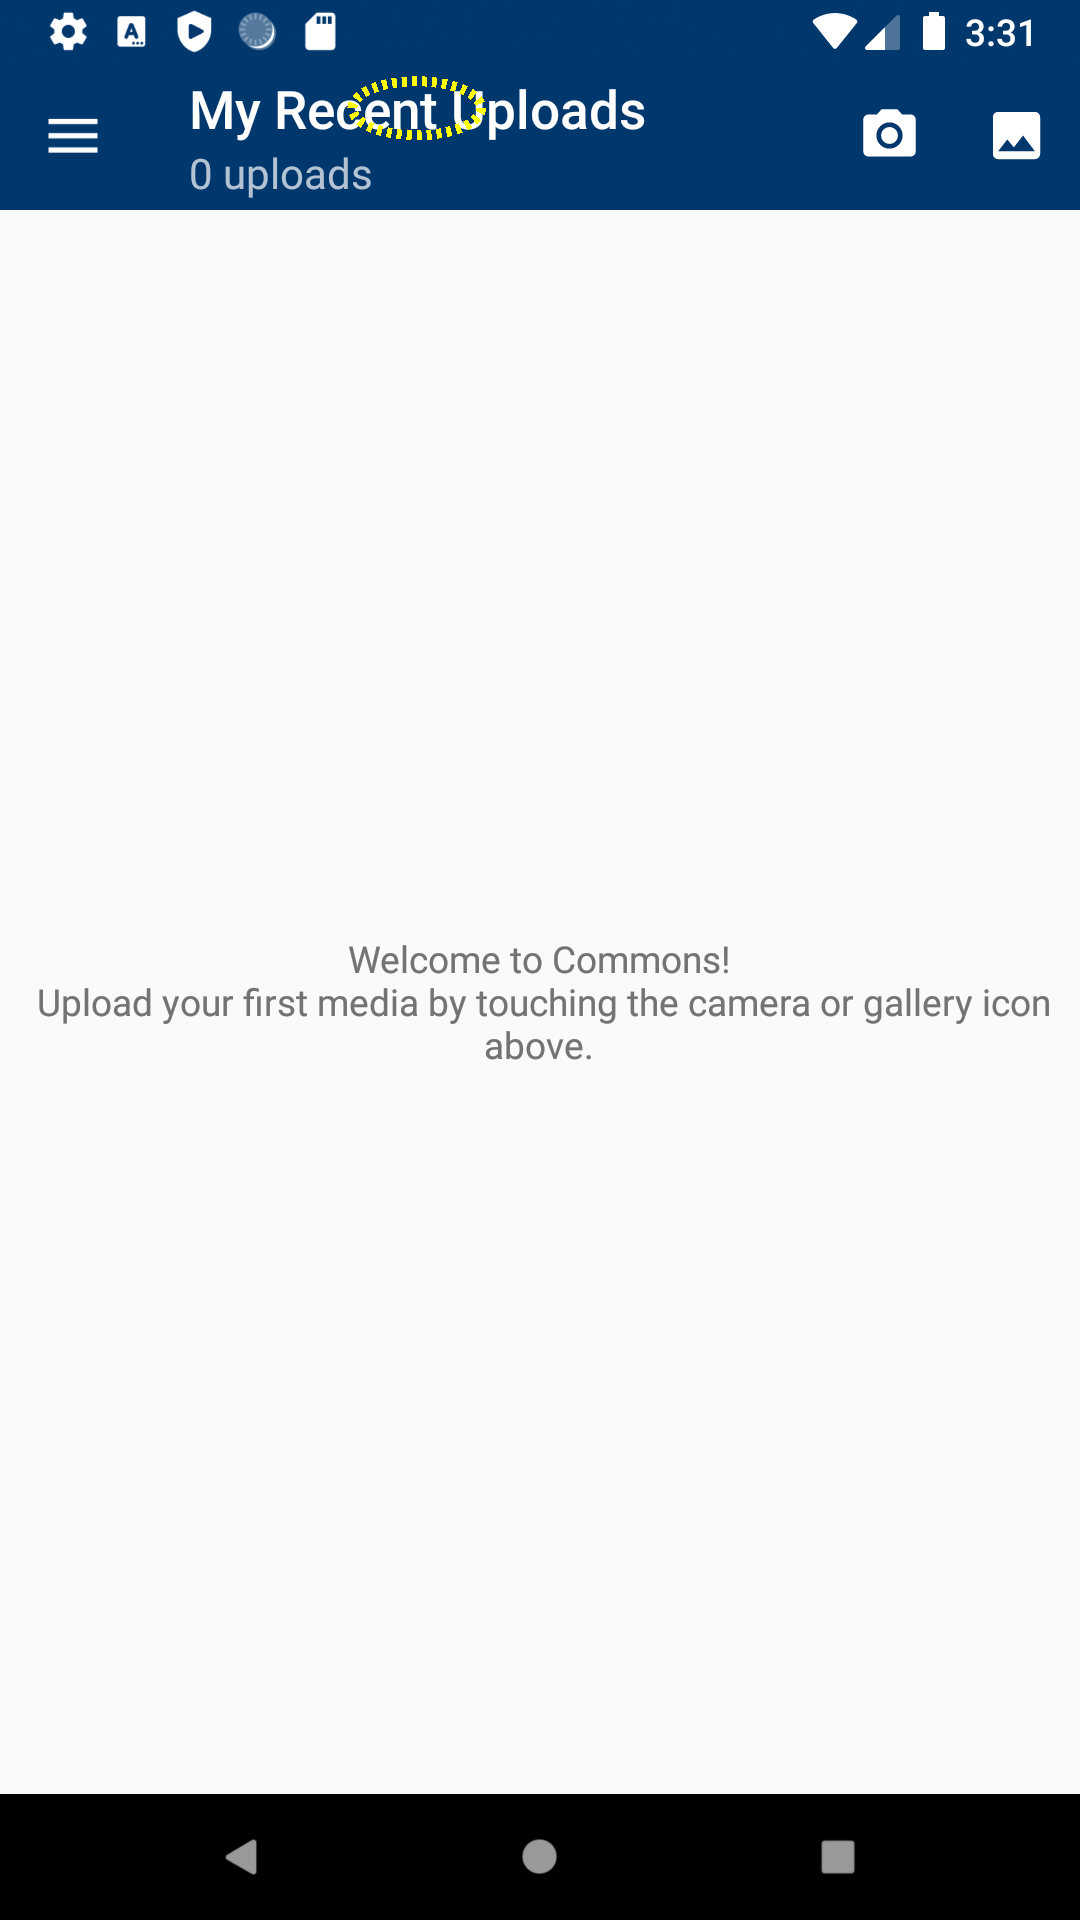 3:31
My Recent Uploads
0 uploads
Welcome to Commons!
Upload your first media by touching the camera or gallery icon
above.